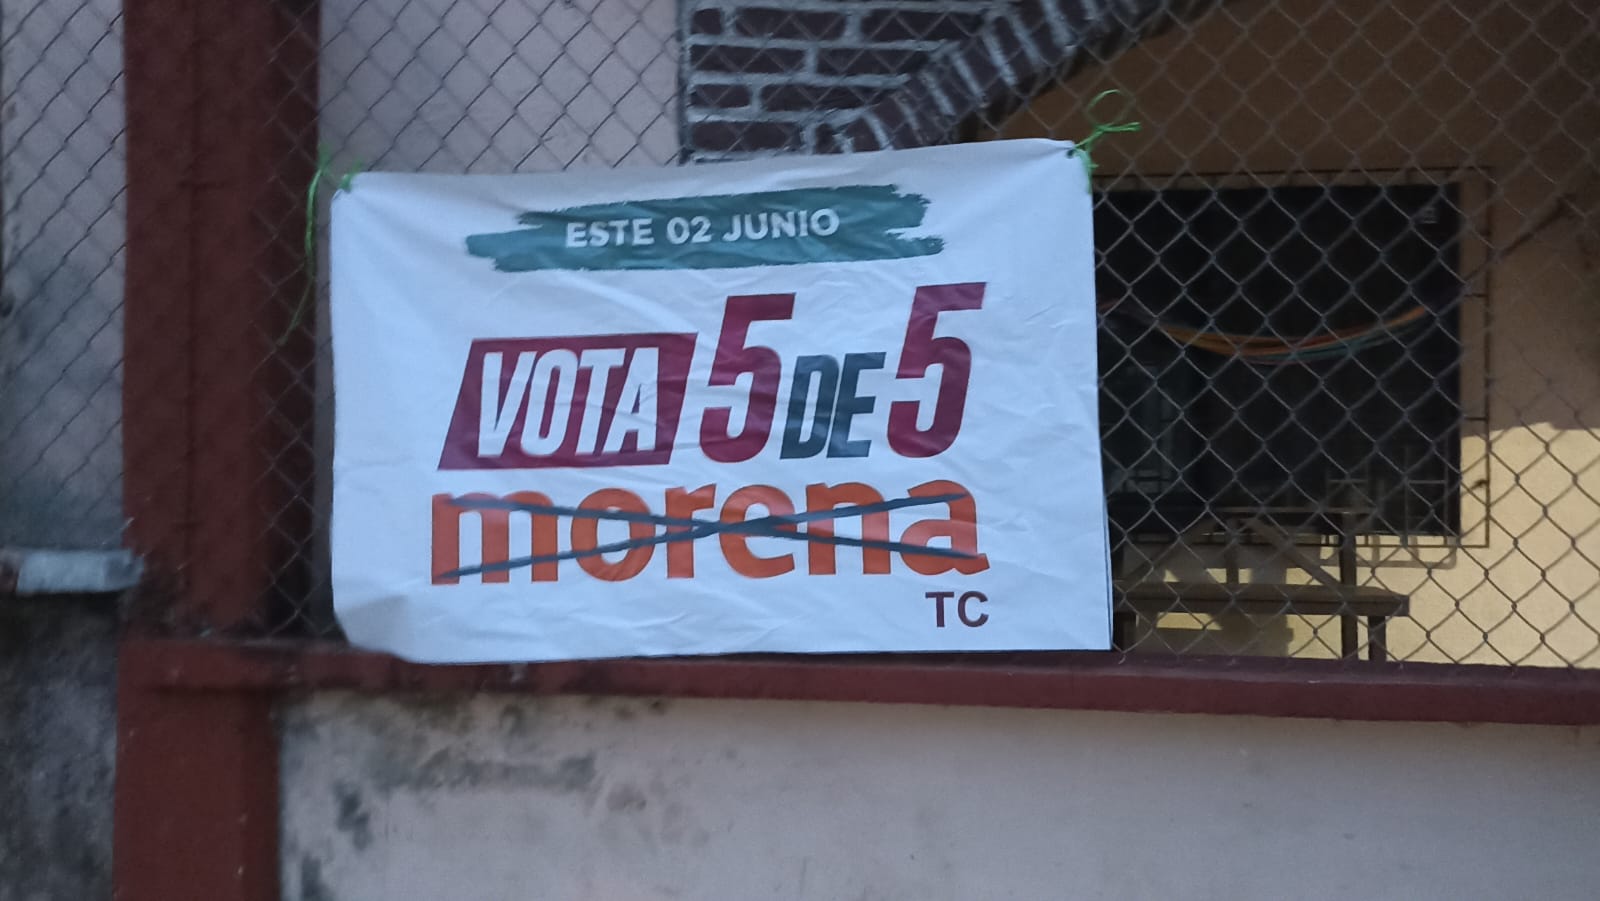 ESTE 02 JUNIO
VOTA 5 DE 5
morena
TC